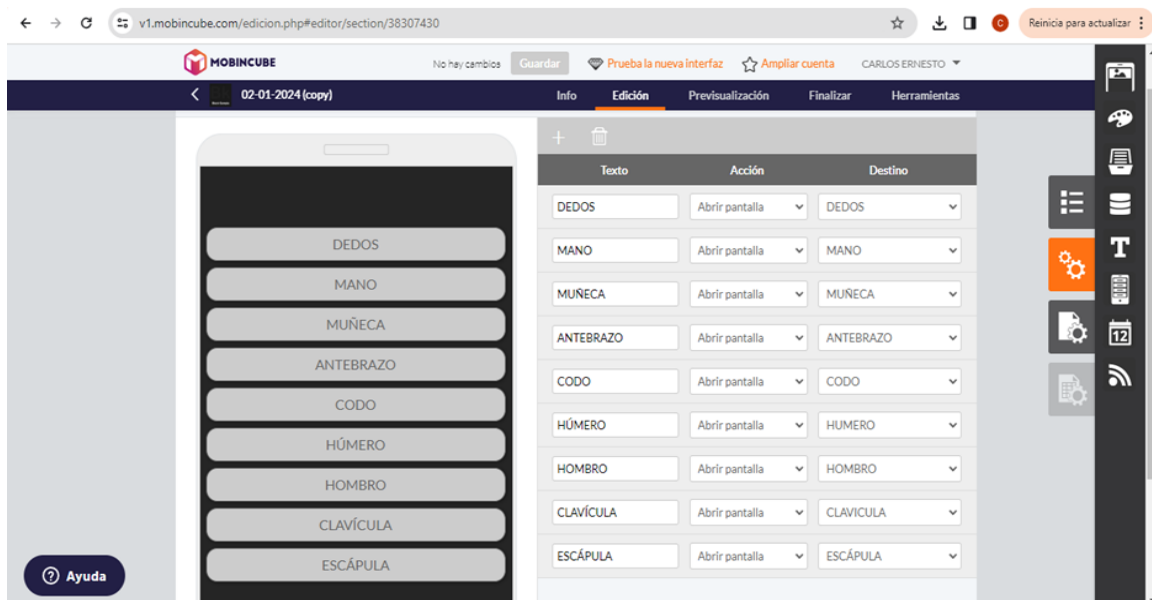 v1.mobincube.com/edicion.php#editor/section/38307430
C
Reinicia para actualizar
MOBINCUBE
No hay cambios
Guardar
Prueba la nueva interfaz
Ampliar cuenta
CARLOS ERNESTO
02-01-2024 (copy)
Info
Edición
Previsualización
Finalizar
Herramientas
DEDOS
MANO
MUÑECA
ANTEBRAZO
CODO
HÚMERO
HOMBRO
CLAVÍCULA
ESCÁPULA
Texto Acción Destino
DEDOS Abrir pantalla DEDOS
MANO Abrir pantalla MANO
MUÑECA Abrir pantalla MUÑECA
ANTEBRAZO Abrir pantalla ANTEBRAZO
CODO Abrir pantalla CODO
HÚMERO Abrir pantalla HUMERO
HOMBRO Abrir pantalla HOMBRO
CLAVÍCULA Abrir pantalla CLAVICULA
ESCÁPULA Abrir pantalla ESCÁPULA
T
12
? Ayuda